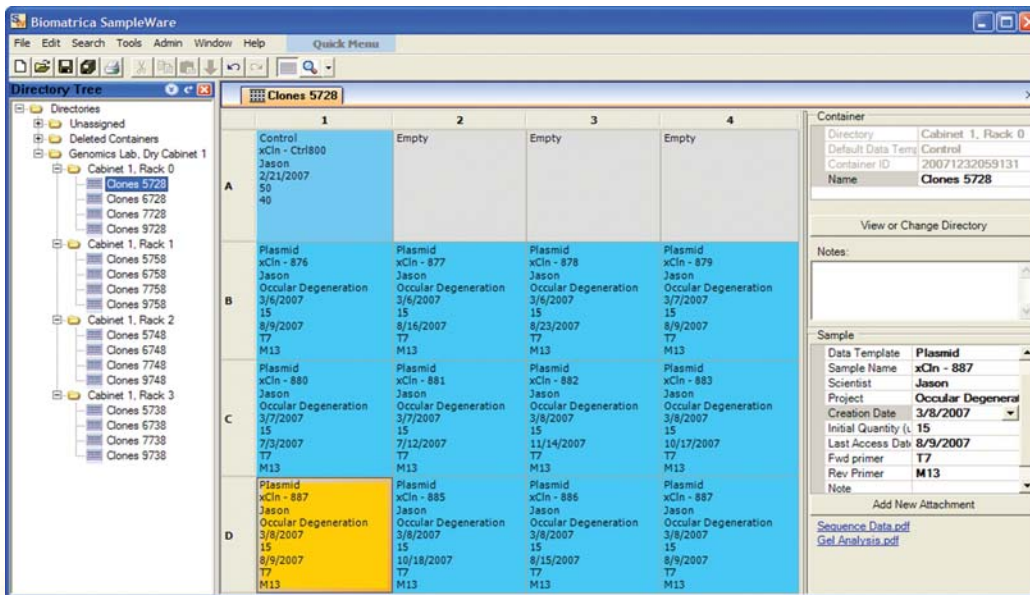 Biomatrica SampleWare
File Edit Search Tools Admin Window Help Quick Menu
Directory Tree
Directories
Unassigned
Deleted Containers
Genomics Lab, Dry Cabinet 1
Cabinet 1, Rack 0
Clones 5728
Clones 6728
Clones 7728
Clones 9728
Cabinet 1, Rack 1
Clones 5758
Clones 6758
Clones 7758
Clones 9758
Cabinet 1, Rack 2
Clones 5748
Clones 6748
Clones 7748
Clones 9748
Cabinet 1, Rack 3
Clones 5738
Clones 6738
Clones 7738
Clones 9738
Clones 5728
1 2 3 4
A
Control
xCln - Ctrl800
Jason
2/21/2007
50
40
Empty
Empty
Empty
B
Plasmid
xCln - 876
Jason
Occular Degeneration
3/6/2007
15
8/9/2007
T7
M13
Plasmid
xCln - 877
Jason
Occular Degeneration
3/6/2007
15
8/16/2007
T7
M13
Plasmid
xCln - 878
Jason
Occular Degeneration
3/6/2007
15
8/23/2007
T7
M13
Plasmid
xCln - 879
Jason
Occular Degeneration
3/7/2007
15
8/9/2007
T7
M13
C
Plasmid
xCln - 880
Jason
Occular Degeneration
3/7/2007
15
7/3/2007
T7
M13
Plasmid
xCln - 881
Jason
Occular Degeneration
3/7/2007
15
7/12/2007
T7
M13
Plasmid
xCln - 882
Jason
Occular Degeneration
3/8/2007
15
11/14/2007
T7
M13
Plasmid
xCln - 883
Jason
Occular Degeneration
3/8/2007
15
10/17/2007
T7
M13
D
Plasmid
xCln - 887
Jason
Occular Degeneration
3/8/2007
15
8/9/2007
T7
M13
Plasmid
xCln - 885
Jason
Occular Degeneration
3/8/2007
15
10/18/2007
T7
M13
Plasmid
xCln - 886
Jason
Occular Degeneration
3/8/2007
15
8/15/2007
T7
M13
Plasmid
xCln - 887
Jason
Occular Degeneration
3/8/2007
15
8/9/2007
T7
M13
Container
Directory Cabinet 1, Rack 0
Default Data Temp Control
Container ID 20071232059131
Name Clones 5728
View or Change Directory
Notes:
Sample
Data Template Plasmid
Sample Name xCln - 887
Scientist Jason
Project Occular Degenerat
Creation Date 3/8/2007
Initial Quantity (u 15
Last Access Dat 8/9/2007
Fwd primer T7
Rev Primer M13
Note
Add New Attachment
Sequence Data.pdf
Gel Analysis.pdf